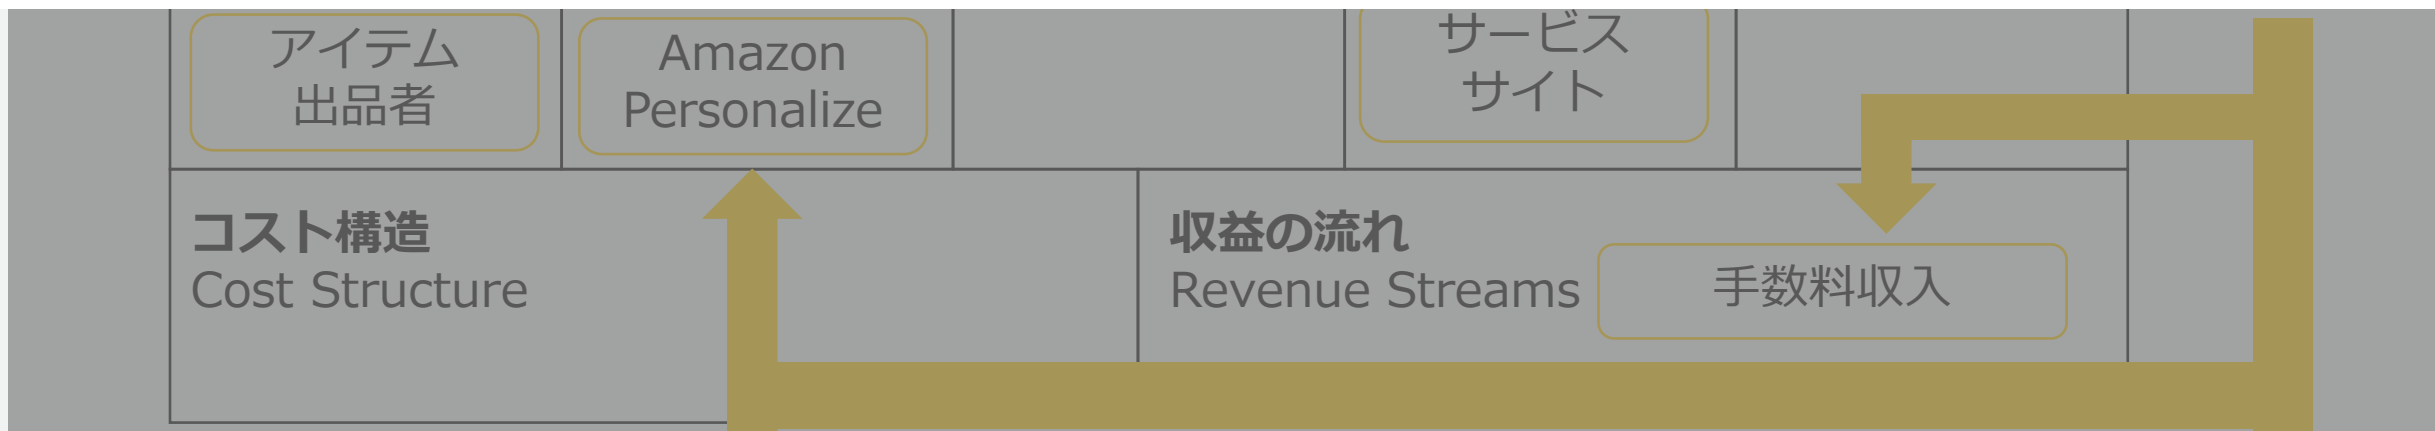 アイテム
出品者
Amazon
Personalize
サービス
サイト
コスト構造
Cost Structure
収益の流れ
Revenue Streams
手数料収入